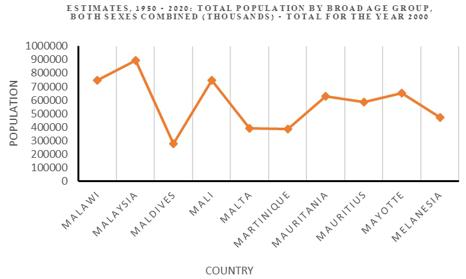 ESTIMATES, 1950 - 2020: TOTAL POPULATION BY BROAD AGE GROUP,
BOTH SEXES COMBINED (THOUSANDS) - TOTAL FOR THE YEAR 2000
POPULATION
1000000
900000
800000
700000
600000
500000
400000
300000
200000
100000
0
MALAWI
MALAYSIA
MALDIVES
MALI
MALTA
MARTINIQUE
MAURITANIA
MAURITIUS
MAYOTTE
MELANESIA
COUNTRY